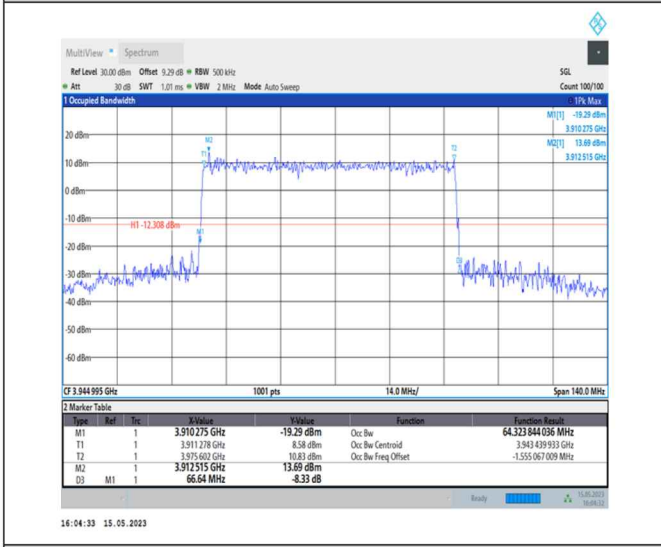 MultiView Spectrum
Ref Level 30.00 dBm Offset 9.29 dB RBW 500 kHz SGL
Att 30 dB SWT 1.01 ms VBW 2 MHz Mode Auto Sweep Count 100/100
1 Occupied Bandwidth 1Pk Max
M1[1] -19.29 dBm
3.910 275 GHz
M2[1] 13.69 dBm
3.912 515 GHz
20 dBm
M2
T1
T2
10 dBm
0 dBm
-10 dBm
H1 -12.308 dBm
M1
-20 dBm
D3
-30 dBm
-40 dBm
-50 dBm
-60 dBm
CF 3.944 995 GHz 1001 pts 14.0 MHz/ Span 140.0 MHz
2 Marker Table
Type Ref Trc X-Value Y-Value Function Function Result
M1 1 3.910 275 GHz -19.29 dBm Occ Bw 64.323 844 036 MHz
T1 1 3.911 278 GHz 8.58 dBm Occ Bw Centroid 3.943 439 933 GHz
T2 1 3.975 602 GHz 10.83 dBm Occ Bw Freq Offset -1.555 067 009 MHz
M2 1 3.912 515 GHz 13.69 dBm
D3 M1 1 66.64 MHz -8.33 dB
Ready 15.05.2023
16:04:33 15.05.2023